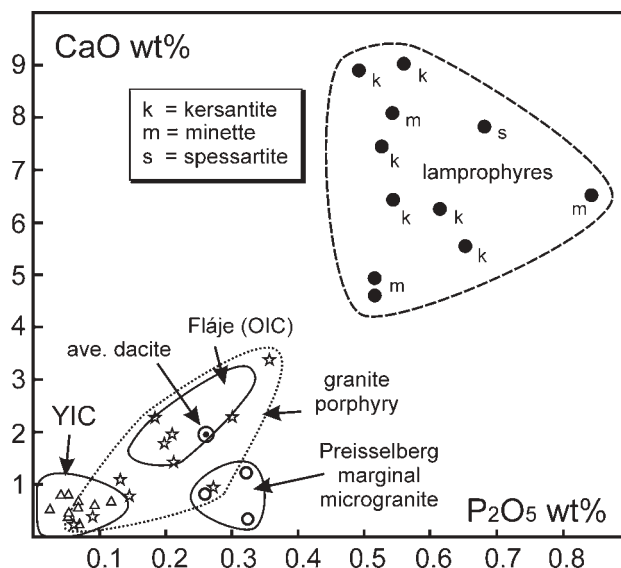 CaO wt%
9
8
7
6
5
4
3
2
1
k = kersantite
m = minette
s = spessartite
k
k
m
s
k
lamprophyres
k
k
m
k
m
Fláje (OIC)
ave. dacite
granite
porphyry
YIC
Preisselberg
marginal
microgranite
P2O5 wt%
0.1 0.2 0.3 0.4 0.5 0.6 0.7 0.8